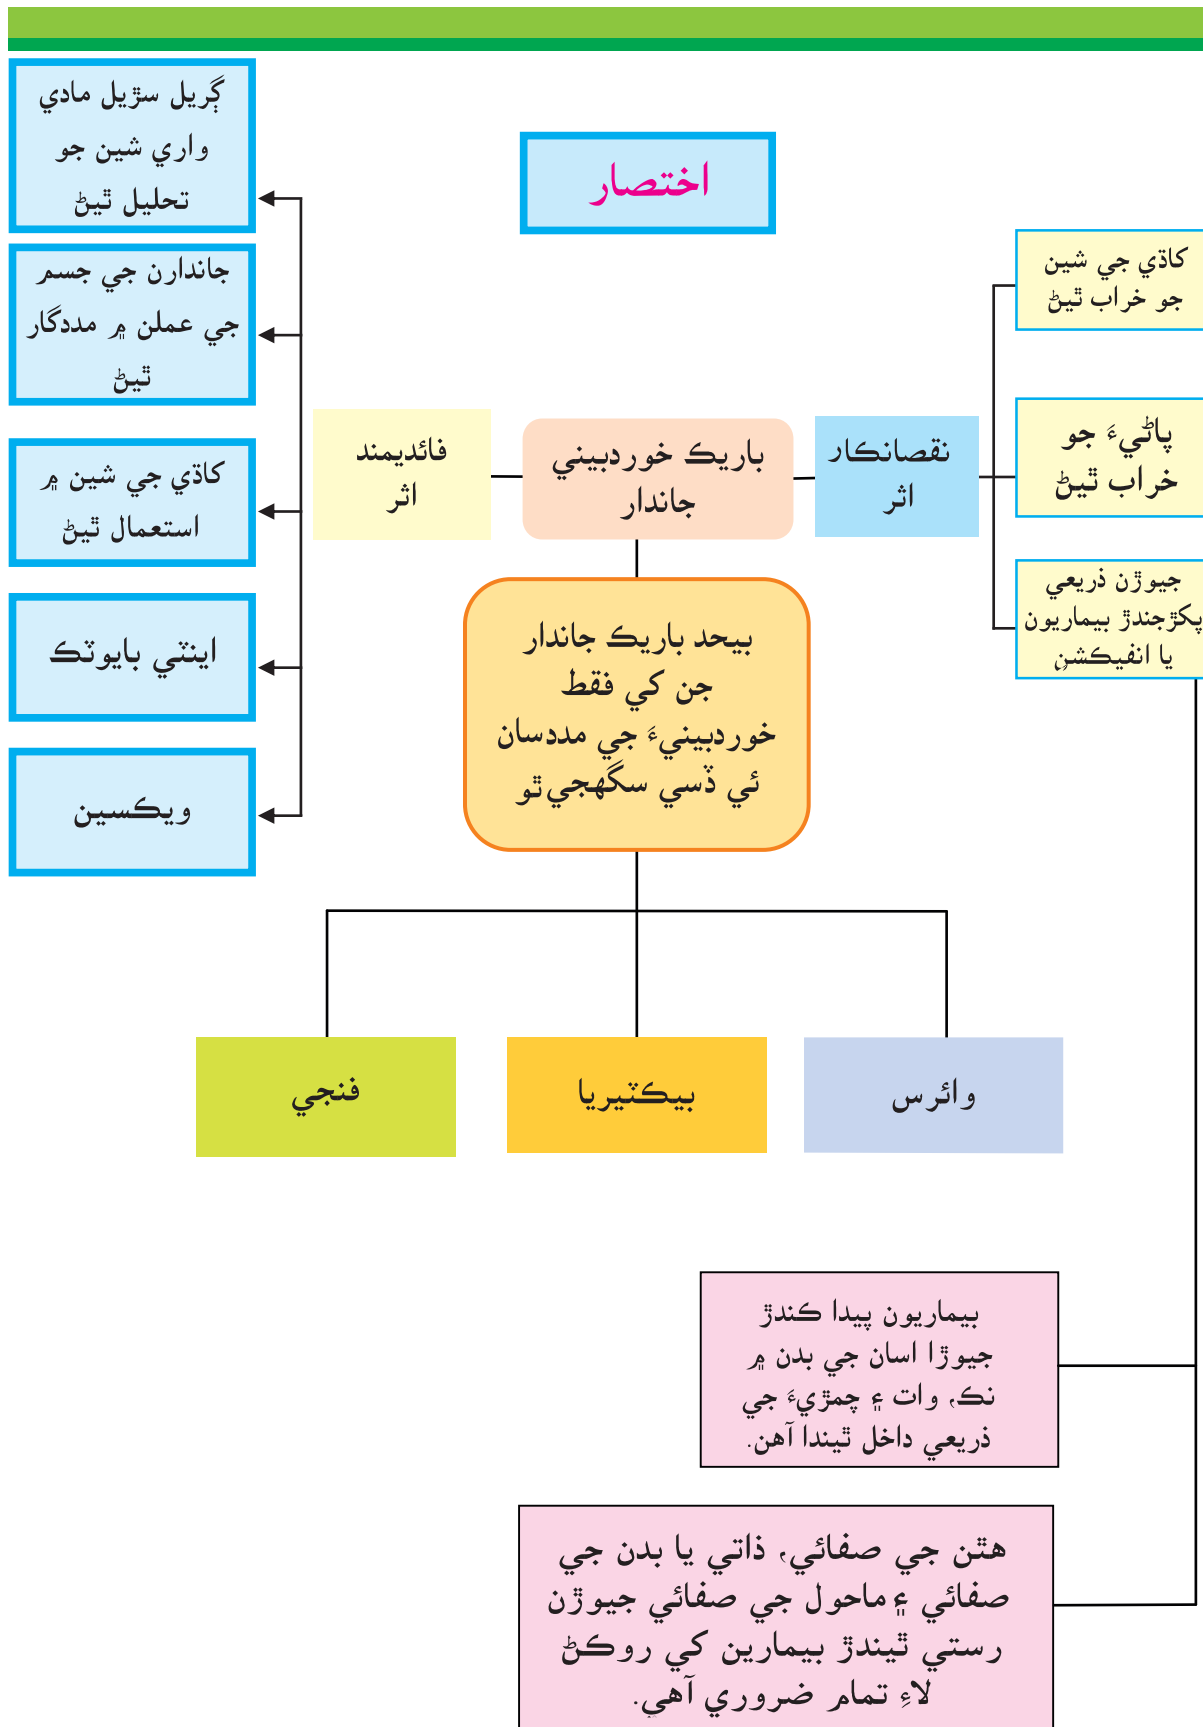 اختصار
باريڪ خوردبيني
جاندار
نقصانڪار
اثر
کاڌي جي شين
جو خراب ٿيڻ
پاڻيءَ جو
خراب ٿيڻ
جيوڙن ذريعي
پکڙجندڙ بيماريون
يا انفيڪشن
فائديمند
اثر
ڳريل سڙيل مادي
واري شين جو
تحليل ٿيڻ
جاندارن جي جسم
جي عملن ۾ مددگار
ٿيڻ
کاڌي جي شين ۾
استعمال ٿيڻ
اينٽي بايوٽڪ
ويڪسين
بيحد باريڪ جاندار
جن کي فقط
خوردبينيءَ جي مددسان
ئي ڏسي سگهجي ٿو
وائرس
بيڪٽيريا
فنجي
بيماريون پيدا ڪندڙ
جيوڙا اسان جي بدن ۾
نڪ، وات ۽ چمڙيءَ جي
ذريعي داخل ٿيندا آهن.
هٿن جي صفائي، ذاتي يا بدن جي
صفائي ۽ ماحول جي صفائي جيوڙن
رستي ٿيندڙ بيمارين کي روڪڻ
لاءِ تمام ضروري آهي.